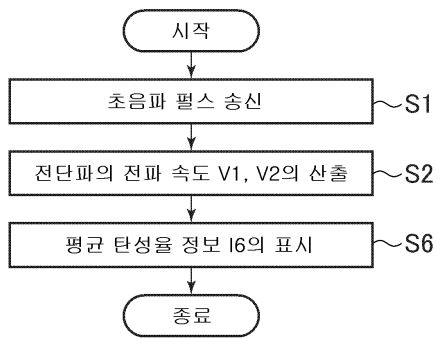 시작
초음파 펄스 송신
S1
전단파의 전파 속도 V1, V2의 산출
S2
평균 탄성율 정보 I6의 표시
S6
종료